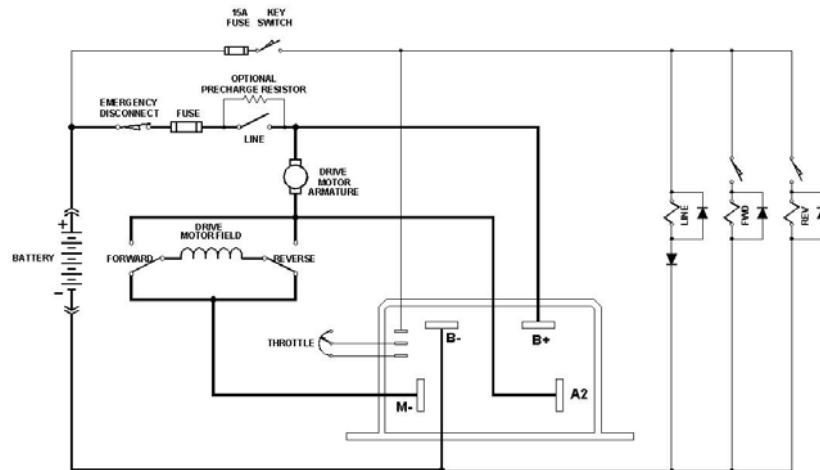 15A KEY
FUSE SWITCH
OPTIONAL
PRECHARGE RESISTOR
EMERGENCY
DISCONNECT
FUSE
LINE
DRIVE
MOTOR
ARMATURE
DRIVE
MOTOR FIELD
FORWARD
REVERSE
BATTERY
+
−
LINE
FWD
REV
THROTTLE
B-
B+
M-
A2